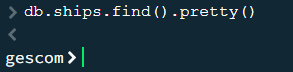 > db.ships.find().pretty()
<
gescom>